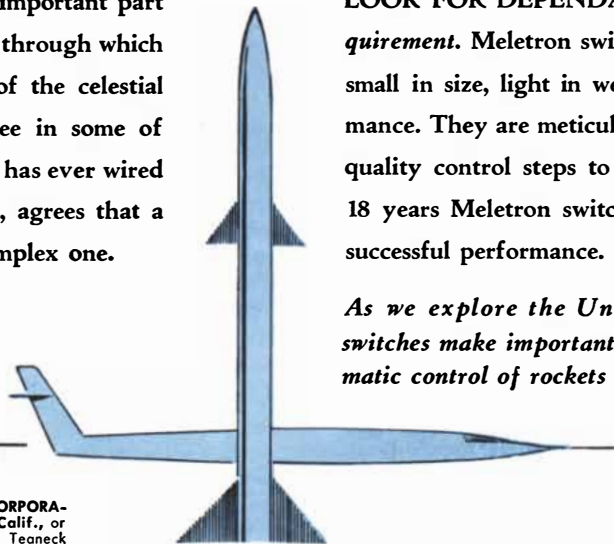 important part
through which
of the celestial
ee in some of
has ever wired
, agrees that a
mplex one.
LOOK FOR DEPENDA
quirement. Meletron swi
small in size, light in we
mance. They are meticul
quality control steps to
18 years Meletron switc
successful performance.
As we explore the Un
switches make important
matic control of rockets
ORPORA-
Calif., or
Teaneck